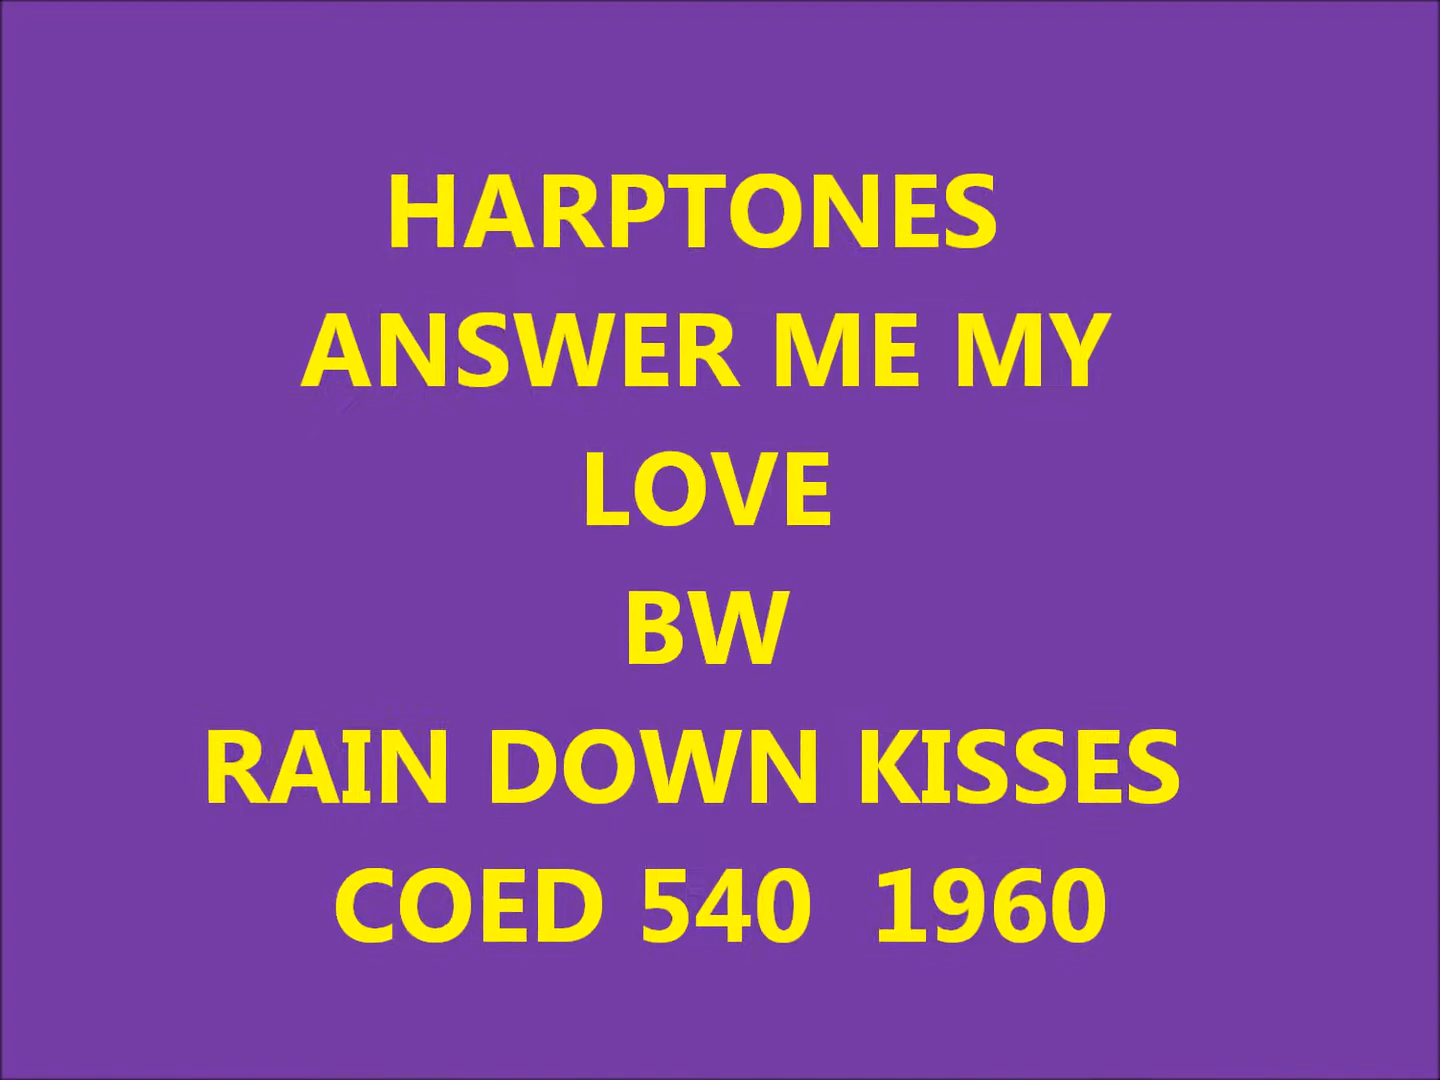 HARPTONES
ANSWER ME MY
LOVE
BW
RAIN DOWN KISSES
COED 540  1960